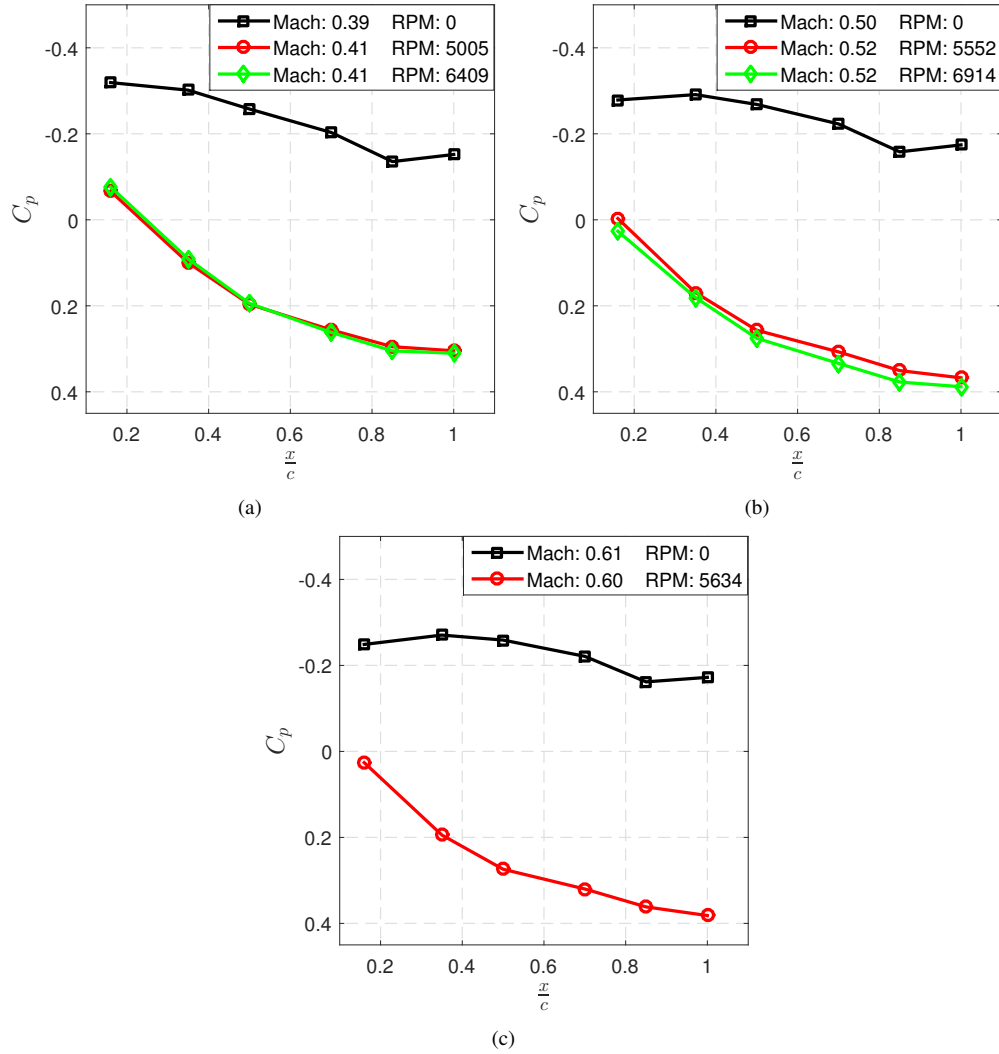 Mach: 0.39 RPM: 0
Mach: 0.41 RPM: 5005
Mach: 0.41 RPM: 6409
-0.4
-0.2
0
0.2
0.4
C_p
0.2 0.4 0.6 0.8 1
x/c
(a)
Mach: 0.50 RPM: 0
Mach: 0.52 RPM: 5552
Mach: 0.52 RPM: 6914
-0.4
-0.2
0
0.2
0.4
C_p
0.2 0.4 0.6 0.8 1
x/c
(b)
Mach: 0.61 RPM: 0
Mach: 0.60 RPM: 5634
-0.4
-0.2
0
0.2
0.4
C_p
0.2 0.4 0.6 0.8 1
x/c
(c)